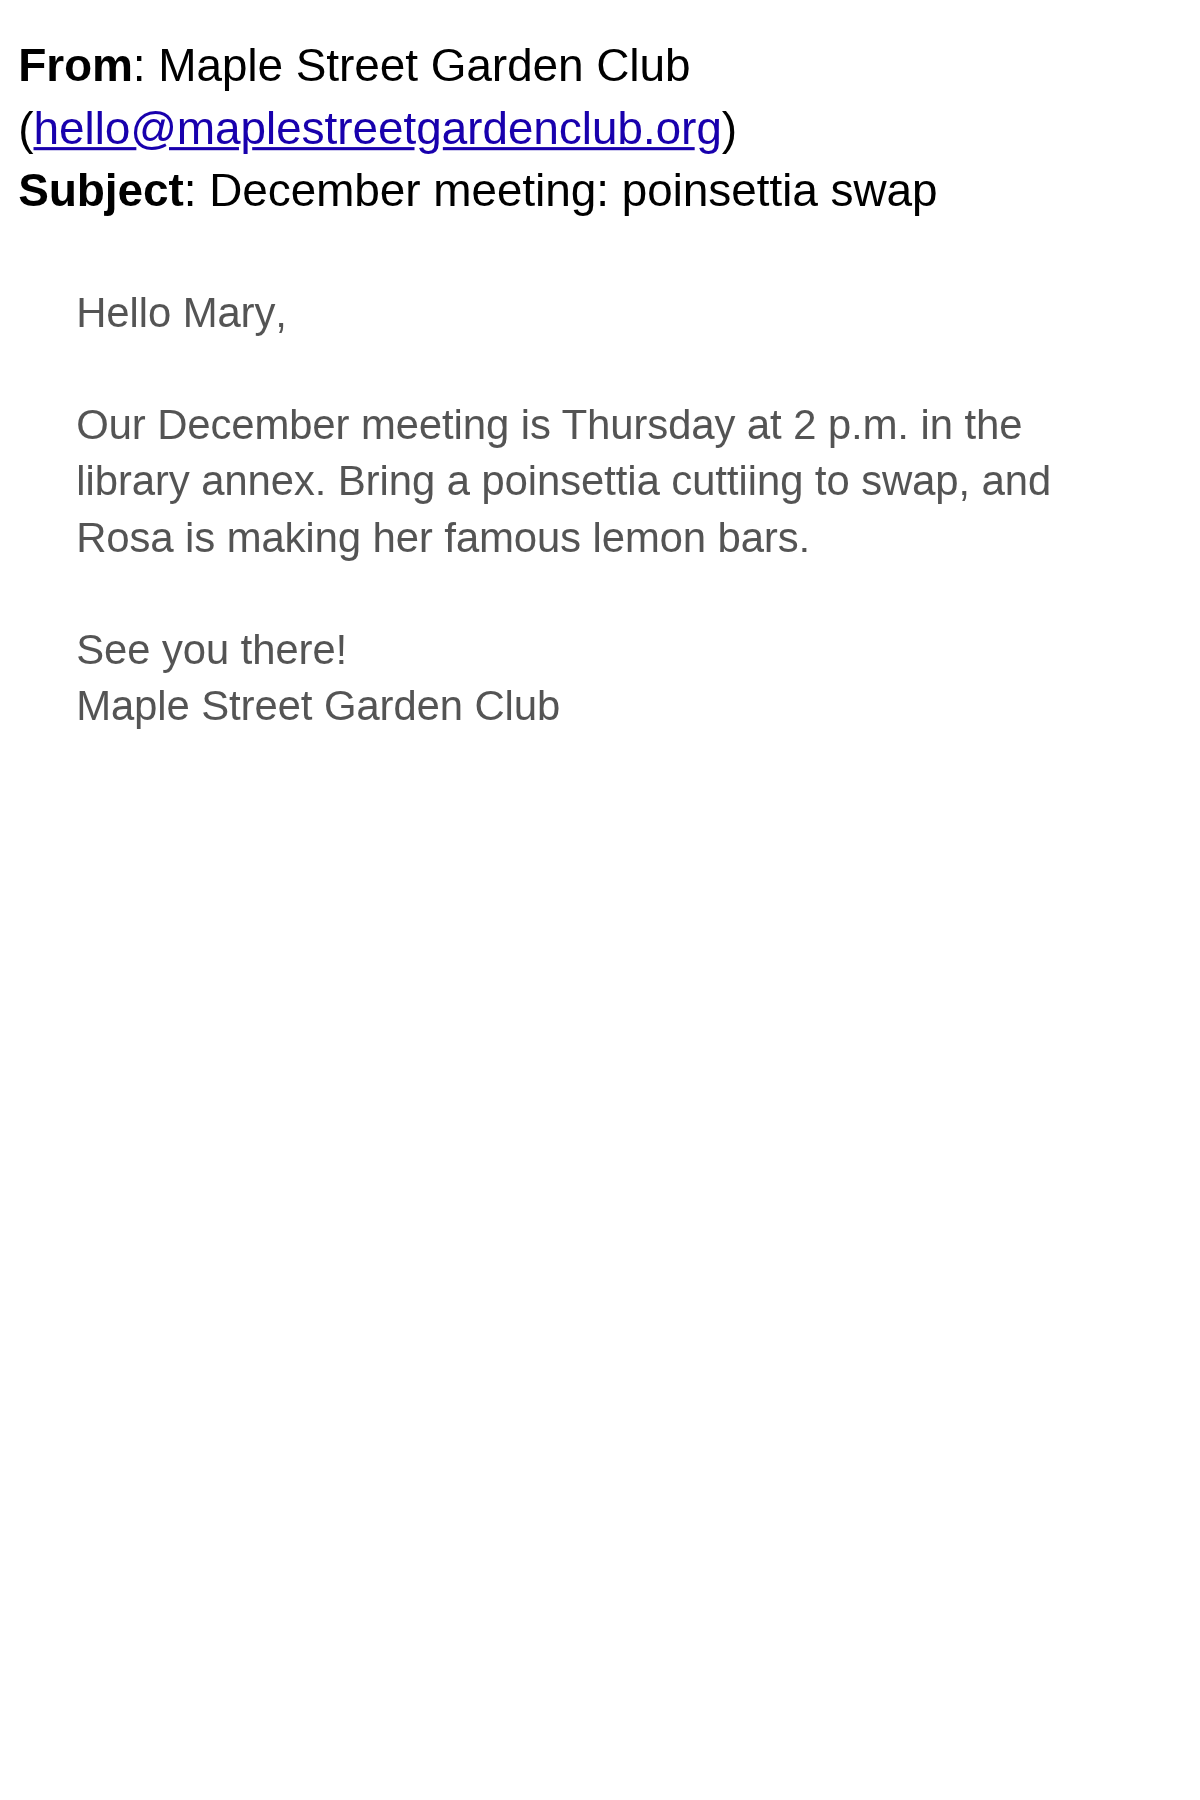 From: Maple Street Garden Club
(hello@maplestreetgardenclub.org)
Subject: December meeting: poinsettia swap
Hello Mary,
Our December meeting is Thursday at 2 p.m. in the
library annex. Bring a poinsettia cuttiing to swap, and
Rosa is making her famous lemon bars.
See you there!
Maple Street Garden Club